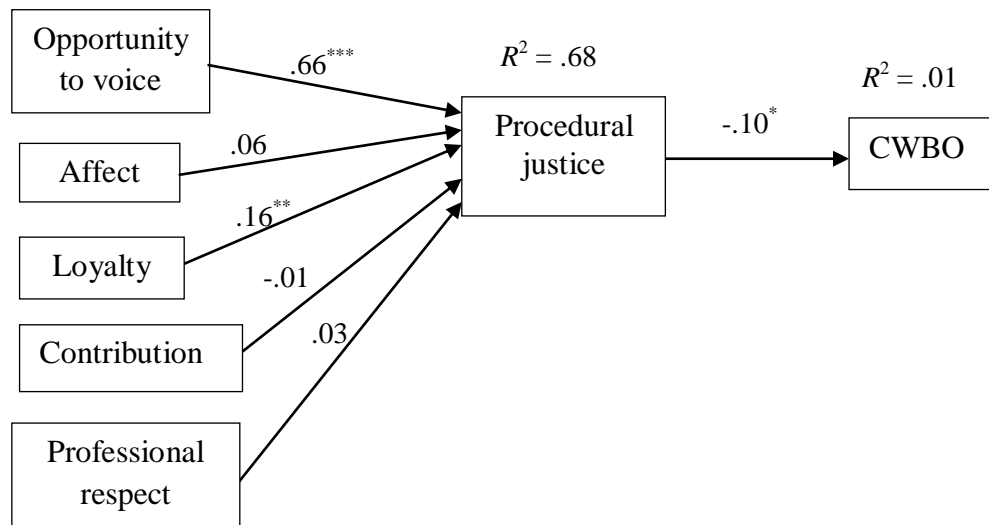 Opportunity
to voice
.66***
R² = .68
R² = .01
Procedural
justice
-.10*
CWBO
Affect
.06
Loyalty
.16**
Contribution
-.01
Professional
respect
.03